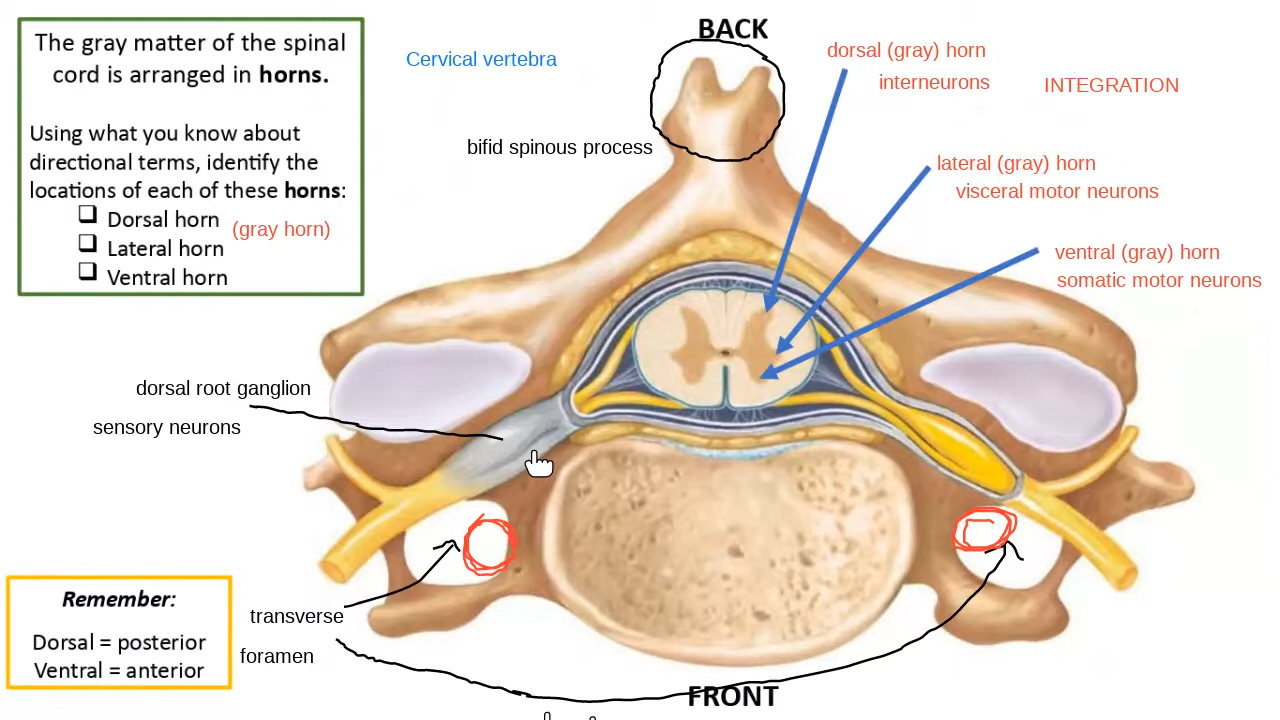 The gray matter of the spinal
cord is arranged in horns.
Using what you know about
directional terms, identify the
locations of each of these horns:
Dorsal horn
(gray horn)
Lateral horn
Ventral horn
BACK
Cervical vertebra
bifid spinous process
dorsal (gray) horn
interneurons
INTEGRATION
lateral (gray) horn
visceral motor neurons
ventral (gray) horn
somatic motor neurons
dorsal root ganglion
sensory neurons
Remember:
Dorsal = posterior
Ventral = anterior
transverse
foramen
FRONT